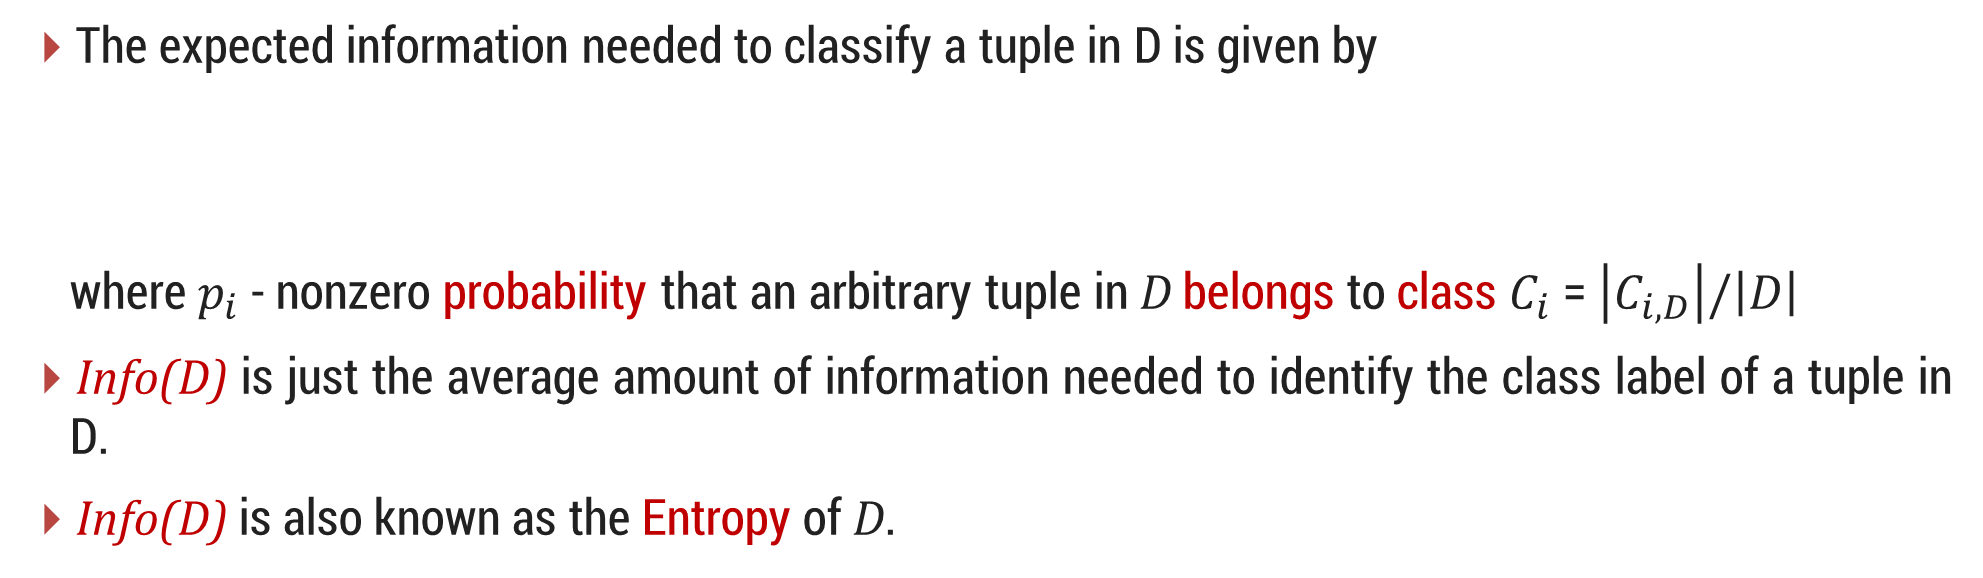 The expected information needed to classify a tuple in D is given by
where pᵢ - nonzero probability that an arbitrary tuple in D belongs to class Cᵢ = |Cᵢ,D|/|D|
Info(D) is just the average amount of information needed to identify the class label of a tuple in
D.
Info(D) is also known as the Entropy of D.